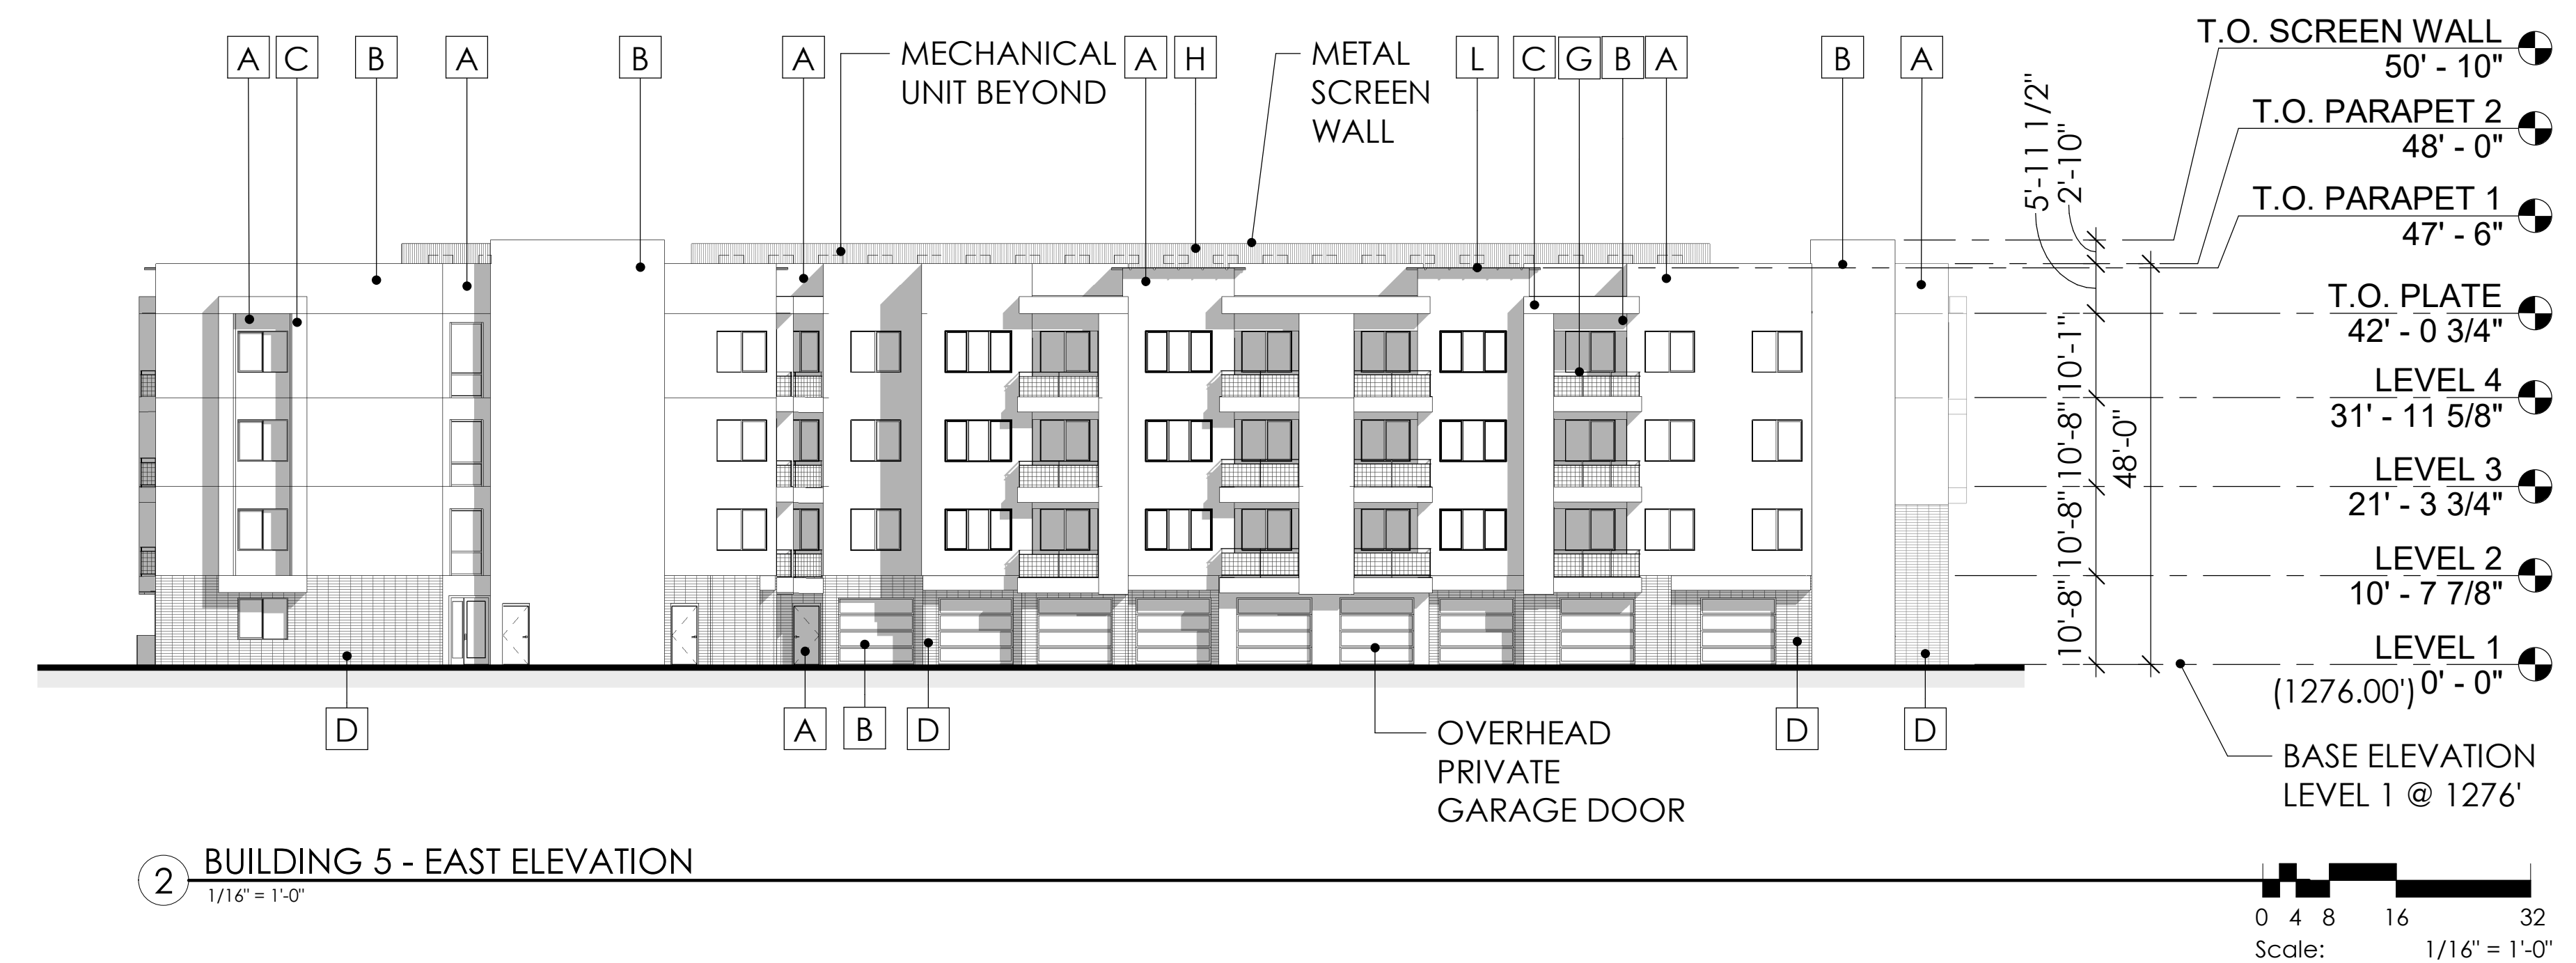 A C B A B A
MECHANICAL
UNIT BEYOND
A H
METAL
SCREEN
WALL
L C G B A B A
T.O. SCREEN WALL
50' - 10"
T.O. PARAPET 2
48' - 0"
T.O. PARAPET 1
47' - 6"
T.O. PLATE
42' - 0 3/4"
LEVEL 4
31' - 11 5/8"
LEVEL 3
21' - 3 3/4"
LEVEL 2
10' - 7 7/8"
LEVEL 1
(1276.00') 0' - 0"
5'-11 1/2"
2'-10"
10'-1"
10'-8"
10'-8"
10'-8"
48'-0"
D A B D
OVERHEAD
PRIVATE
GARAGE DOOR
D D
BASE ELEVATION
LEVEL 1 @ 1276'
2
BUILDING 5 - EAST ELEVATION
1/16" = 1'-0"
0 4 8 16 32
Scale: 1/16" = 1'-0"